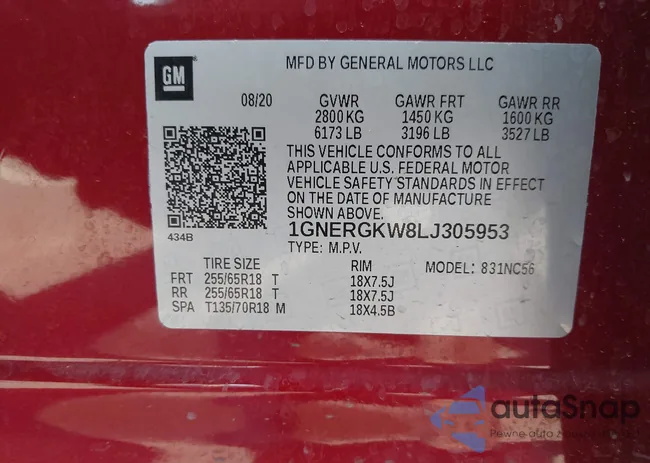 GM
MFD BY GENERAL MOTORS LLC
08/20 GVWR GAWR FRT GAWR RR
2800 KG 1450 KG 1600 KG
6173 LB 3196 LB 3527 LB
THIS VEHICLE CONFORMS TO ALL
APPLICABLE U.S. FEDERAL MOTOR
VEHICLE SAFETY STANDARDS IN EFFECT
ON THE DATE OF MANUFACTURE
SHOWN ABOVE.
434B
1GNERGKW8LJ305953
TYPE: M.P.V.
TIRE SIZE RIM MODEL: 831NC56
FRT 255/65R18 T 18X7.5J
RR 255/65R18 T 18X7.5J
SPA T135/70R18 M 18X4.5B
autoSnap
Pewne auto z